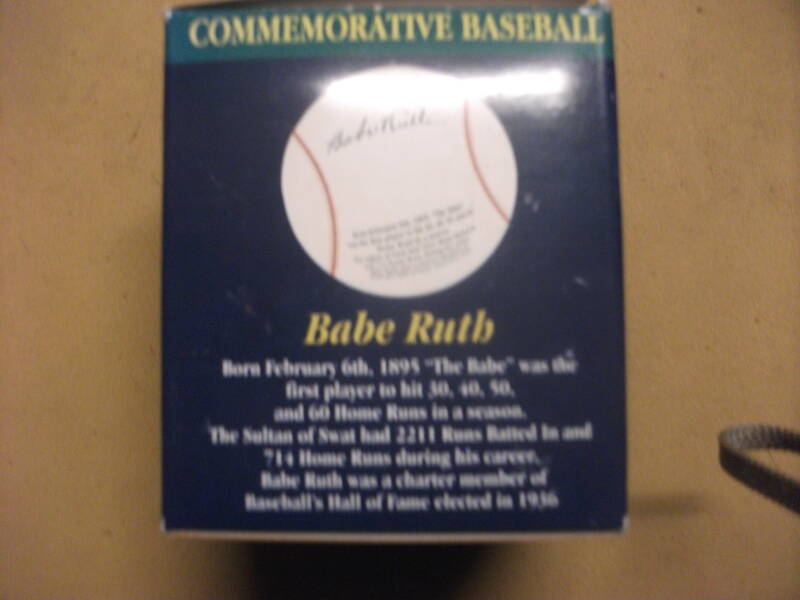 COMMEMORATIVE BASEBALL
Babe Ruth
Babe Ruth
Born February 6th, 1895 "The Babe" was the
first player to hit 30, 40, 50,
and 60 Home Runs in a season.
The Sultan of Swat had 2211 Runs Batted In and
714 Home Runs during his career.
Babe Ruth was a charter member of
Baseball's Hall of Fame elected in 1936